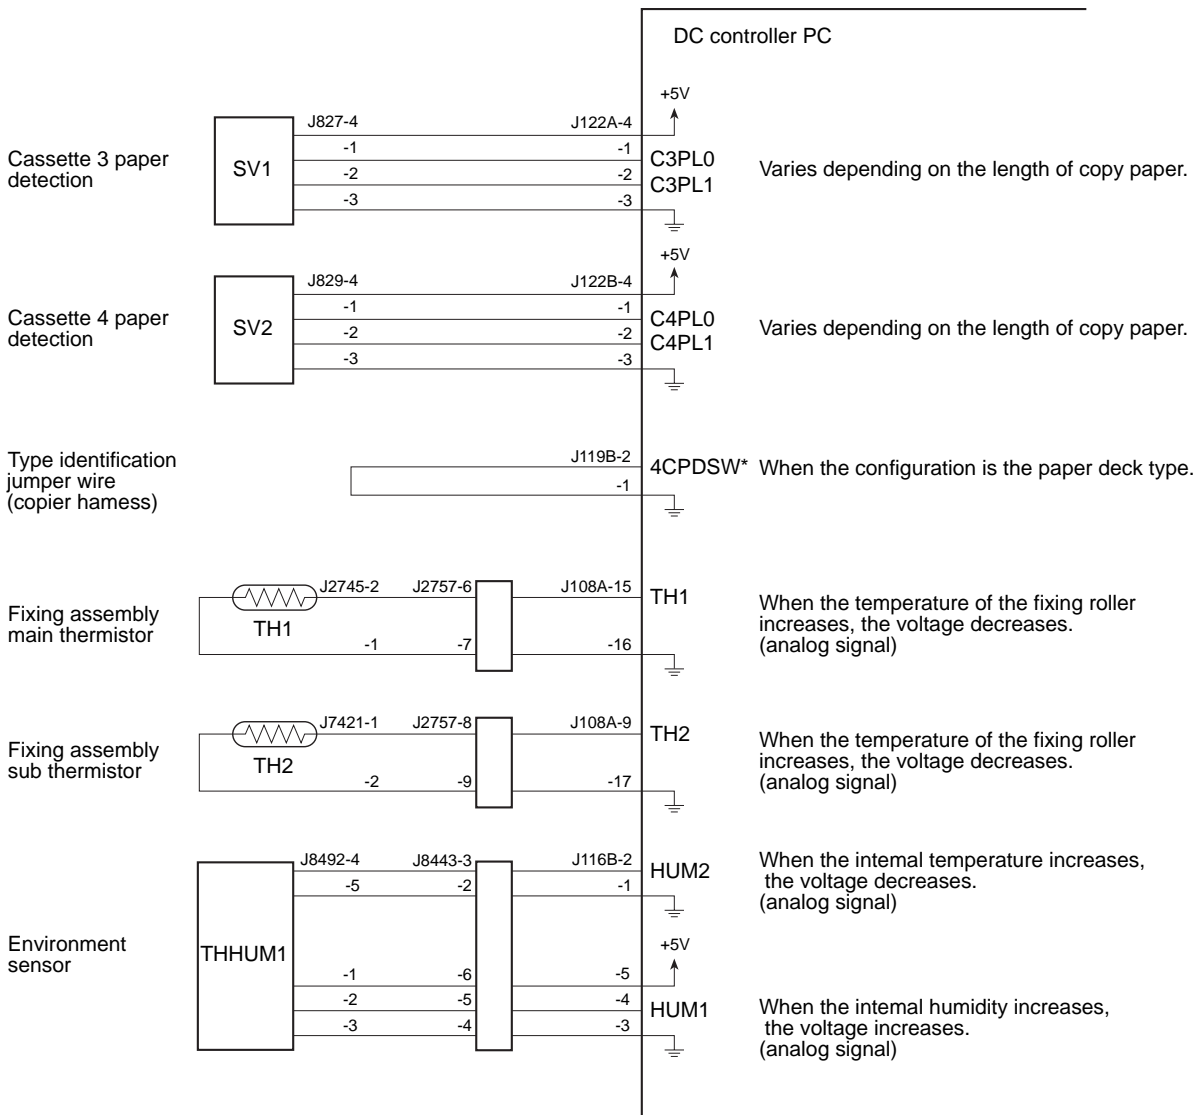 DC controller PC
+5V
J827-4
J122A-4
Cassette 3 paper
detection
SV1
-1
-1
C3PL0
Varies depending on the length of copy paper.
-2
-2
C3PL1
-3
-3
+5V
J829-4
J122B-4
Cassette 4 paper
detection
SV2
-1
-1
C4PL0
Varies depending on the length of copy paper.
-2
-2
C4PL1
-3
-3
Type identification
jumper wire
(copier hamess)
J119B-2
4CPDSW*
When the configuration is the paper deck type.
-1
Fixing assembly
main thermistor
J2745-2
J2757-6
J108A-15
TH1
TH1
-1
-7
-16
When the temperature of the fixing roller
increases, the voltage decreases.
(analog signal)
Fixing assembly
sub thermistor
J7421-1
J2757-8
J108A-9
TH2
TH2
-2
-9
-17
When the temperature of the fixing roller
increases, the voltage decreases.
(analog signal)
Environment
sensor
THHUM1
J8492-4
J8443-3
J116B-2
HUM2
-5
-2
-1
When the internal temperature increases,
the voltage decreases.
(analog signal)
+5V
-1
-6
-5
-2
-5
-4
HUM1
-3
-4
-3
When the internal humidity increases,
the voltage increases.
(analog signal)